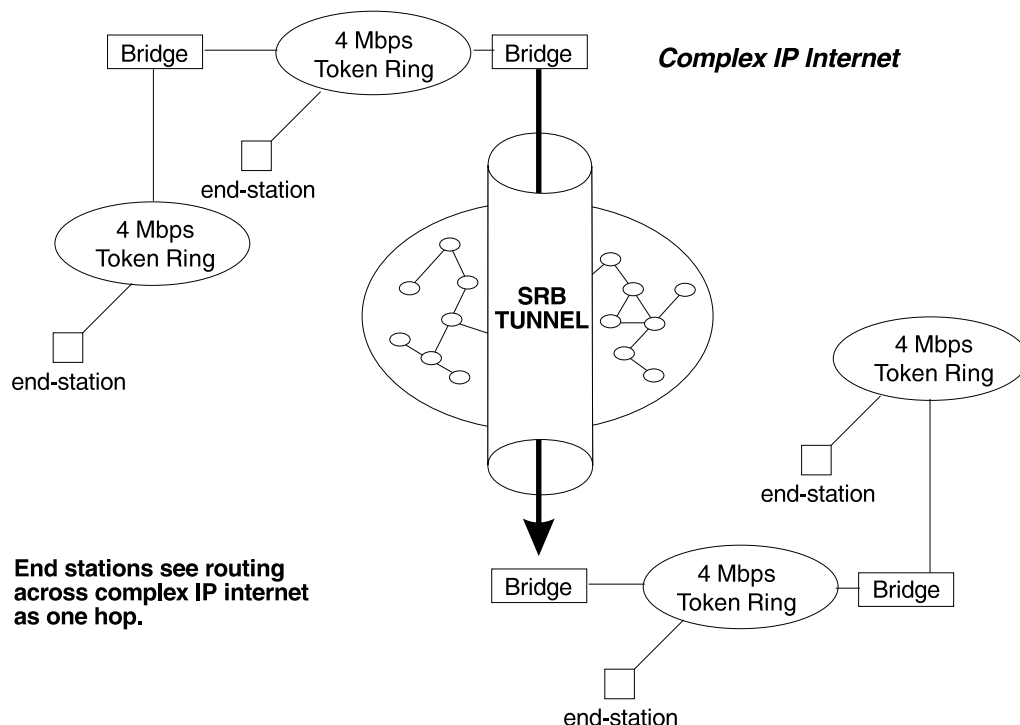 Bridge
4 Mbps
Token Ring
Bridge
Complex IP Internet
end-station
4 Mbps
Token Ring
end-station
SRB
TUNNEL
4 Mbps
Token Ring
end-station
End stations see routing
across complex IP internet
as one hop.
Bridge
4 Mbps
Token Ring
Bridge
end-station